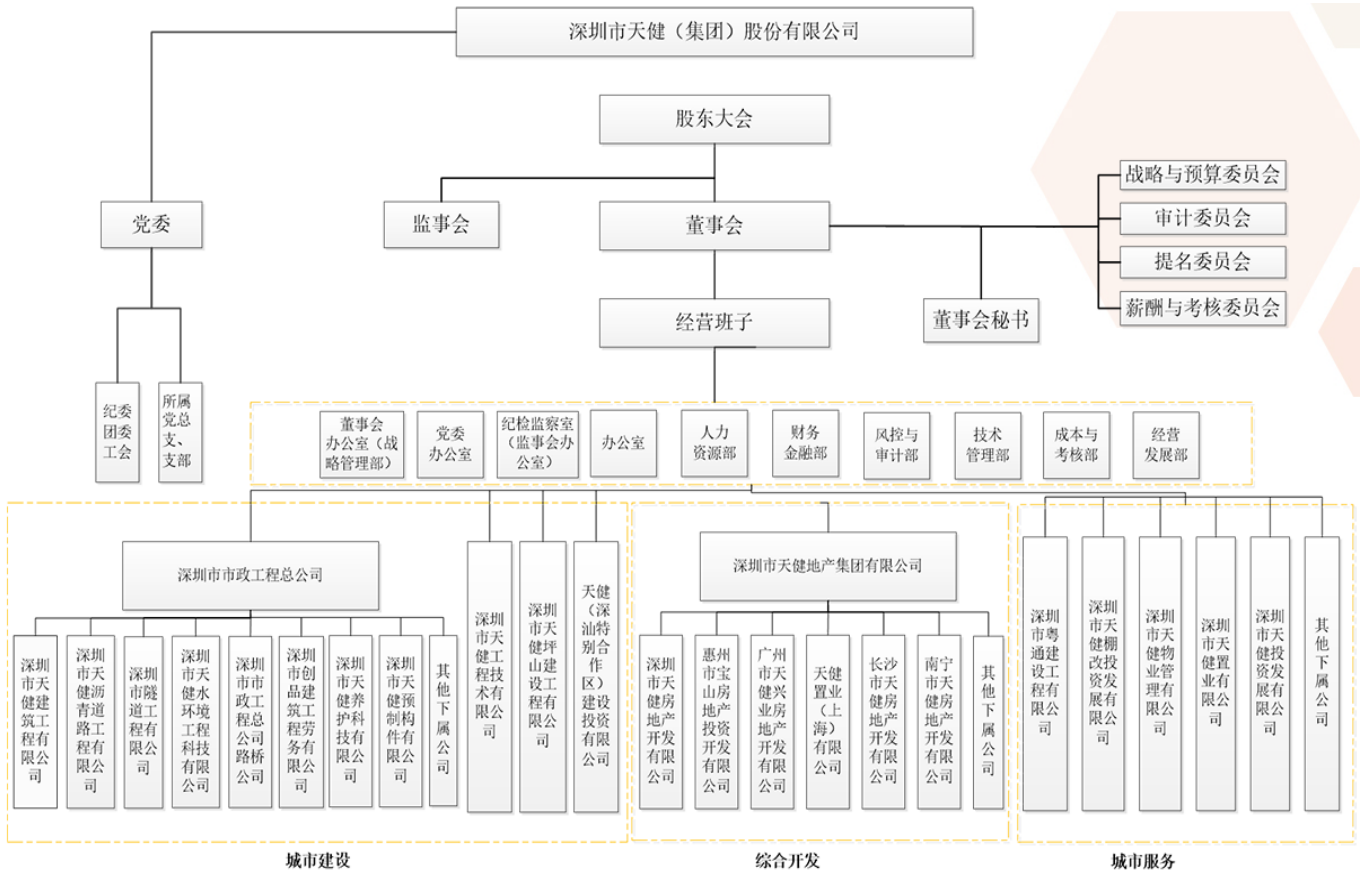 深圳市天健（集团）股份有限公司
股东大会
党委
监事会
董事会
战略与预算委员会
审计委员会
提名委员会
薪酬与考核委员会
经营班子
董事会秘书
纪委
团委
工会
所属
党总
支、
支部
董事会
办公室（战
略管理部）
党委
办公室
纪检监察室
（监事会办
公室）
办公室
人力
资源部
财务
金融部
风控与
审计部
技术
管理部
成本与
考核部
经营
发展部
深圳市市政工程总公司
深圳市天健建筑工程有限公司
深圳市天健沥青道路工程有限公司
深圳市隧道工程有限公司
深圳市天健水环境工程科技有限公司
深圳市市政工程总公司路桥公司
深圳市创品建筑工程劳务有限公司
深圳市天健养护科技有限公司
深圳市天健预制构件有限公司
其他下属公司
深圳市天健工程技术有限公司
深圳市天健坪山建设工程有限公司
天健（深汕特别合作区）建设投资有限公司
深圳市天健地产集团有限公司
深圳市天健房地产开发有限公司
惠州市宝山房地产投资开发有限公司
广州市天健兴业房地产开发有限公司
天健置业（上海）有限公司
长沙市天健房地产开发有限公司
南宁市天健房地产开发有限公司
其他下属公司
深圳市粤通建设工程有限公司
深圳市天健棚改投资发展有限公司
深圳市天健物业管理有限公司
深圳市天健置业有限公司
深圳市天健投资发展有限公司
其他下属公司
城市建设
综合开发
城市服务